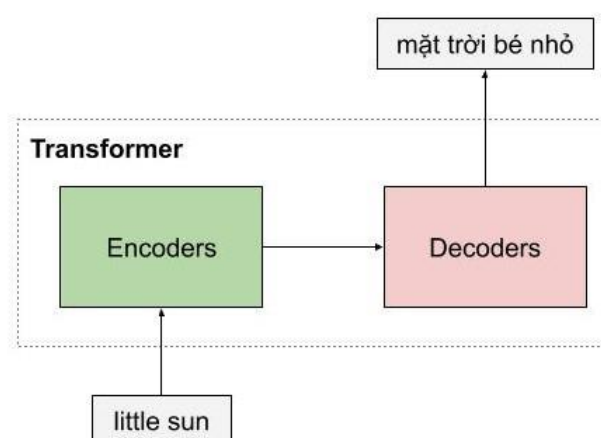 mặt trời bé nhỏ
Transformer
Encoders
Decoders
little sun